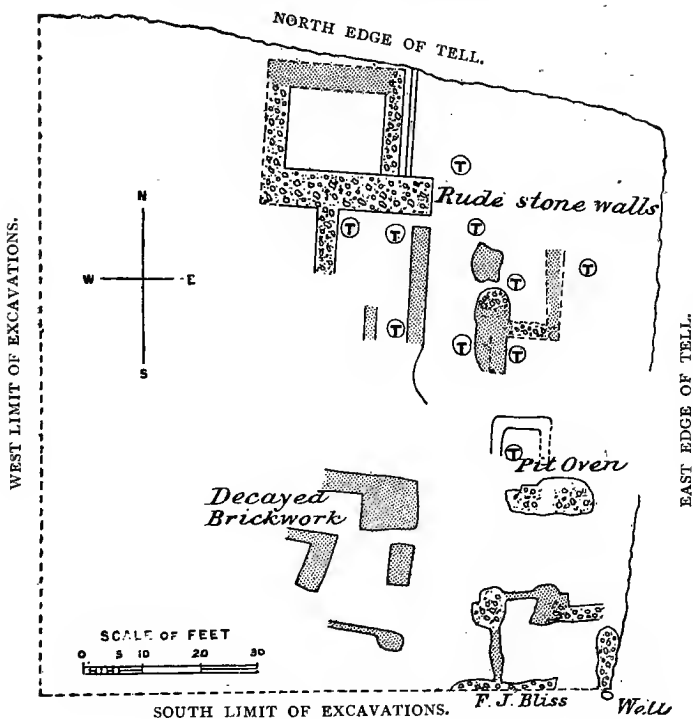 NORTH EDGE OF TELL.
T
Rude stone walls
T
T
T
N
W
E
S
T
T
T
T
T
WEST LIMIT OF EXCAVATIONS.
EAST EDGE OF TELL.
T
Pit Oven
Decayed
Brickwork
SCALE OF FEET
0 5 10 20 30
F. J. Bliss
Well
SOUTH LIMIT OF EXCAVATIONS.